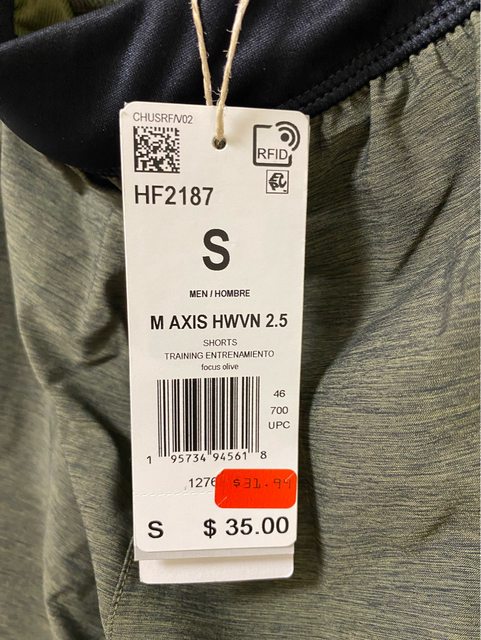 CHUSRF/V02
RFID
HF2187
S
MEN / HOMBRE
M AXIS HWVN 2.5
SHORTS
TRAINING ENTRENAMIENTO
focus olive
46
700
UPC
1 95734 94561 8
1276
$31.99
S $ 35.00